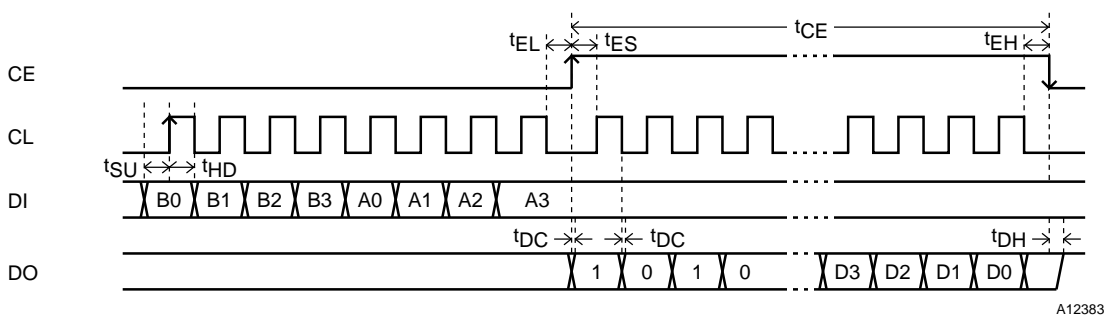 tCE
tEL tES tEH
CE
CL
tSU tHD
DI B0 B1 B2 B3 A0 A1 A2 A3
tDC tDC tDH
DO 1 0 1 0 D3 D2 D1 D0
A12383